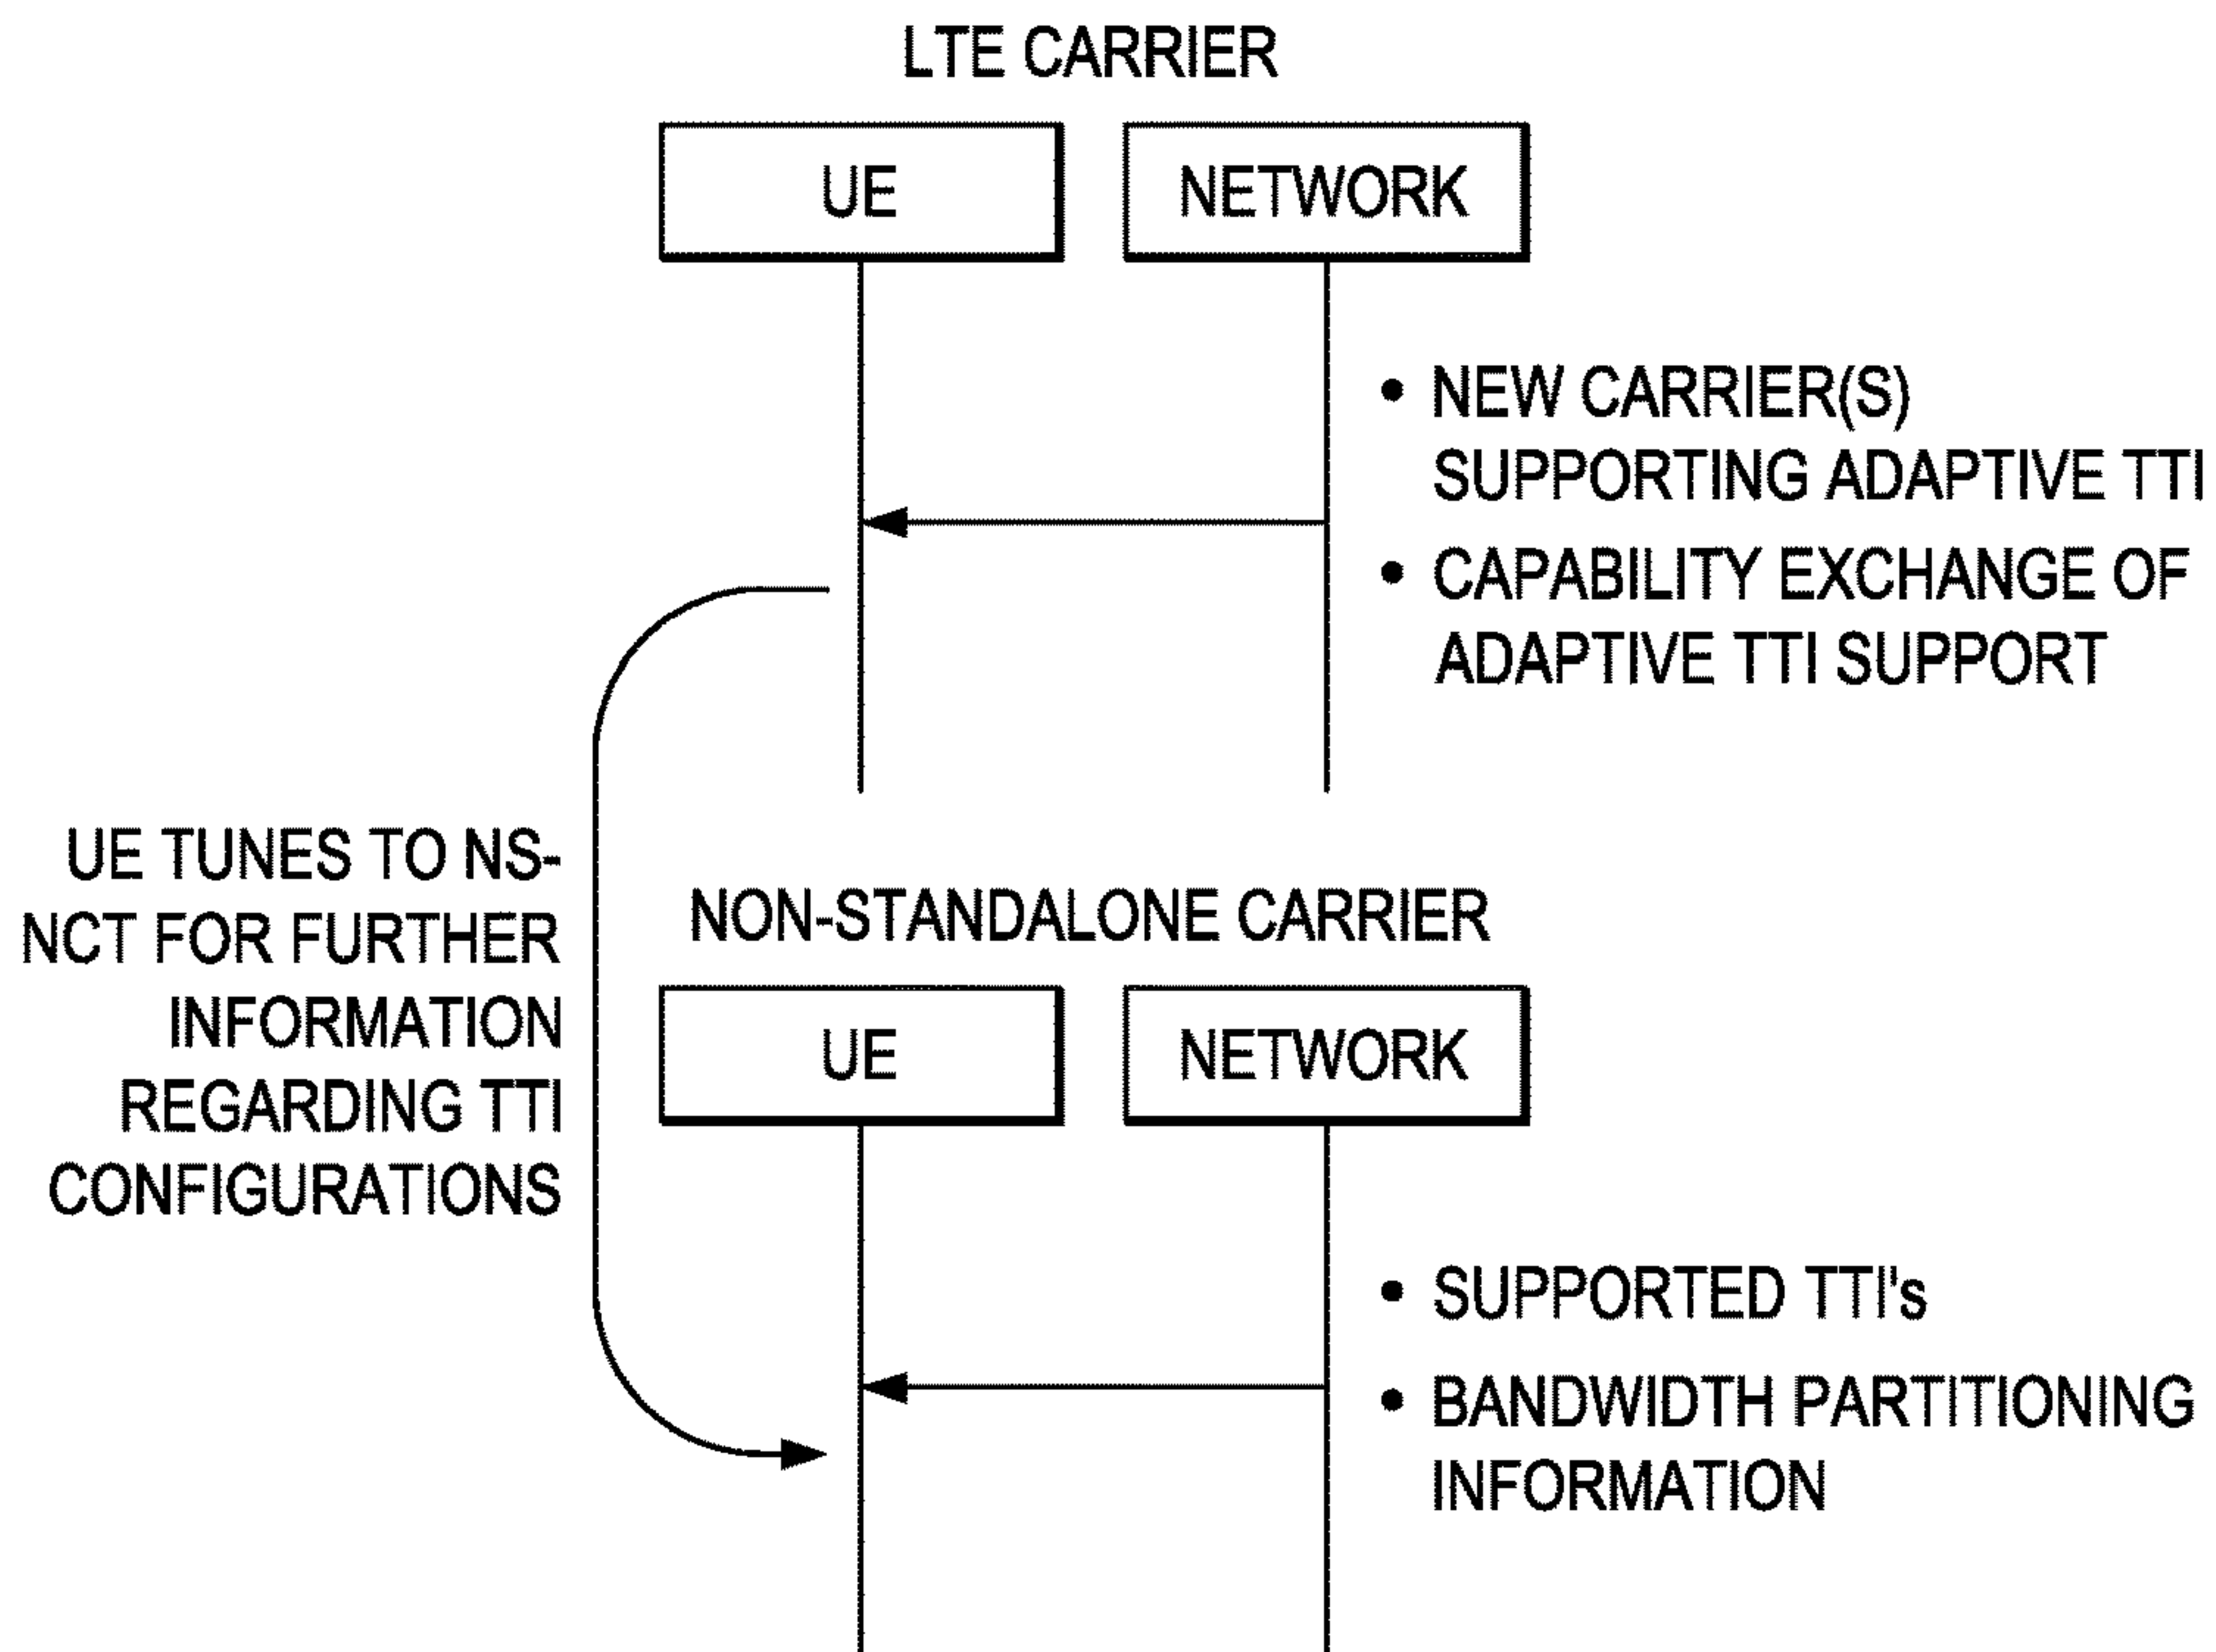 LTE CARRIER
UE
NETWORK
• NEW CARRIER(S)
SUPPORTING ADAPTIVE TTI
• CAPABILITY EXCHANGE OF
ADAPTIVE TTI SUPPORT
UE TUNES TO NS-
NCT FOR FURTHER
INFORMATION
REGARDING TTI
CONFIGURATIONS
NON-STANDALONE CARRIER
UE
NETWORK
• SUPPORTED TTI's
• BANDWIDTH PARTITIONING
INFORMATION